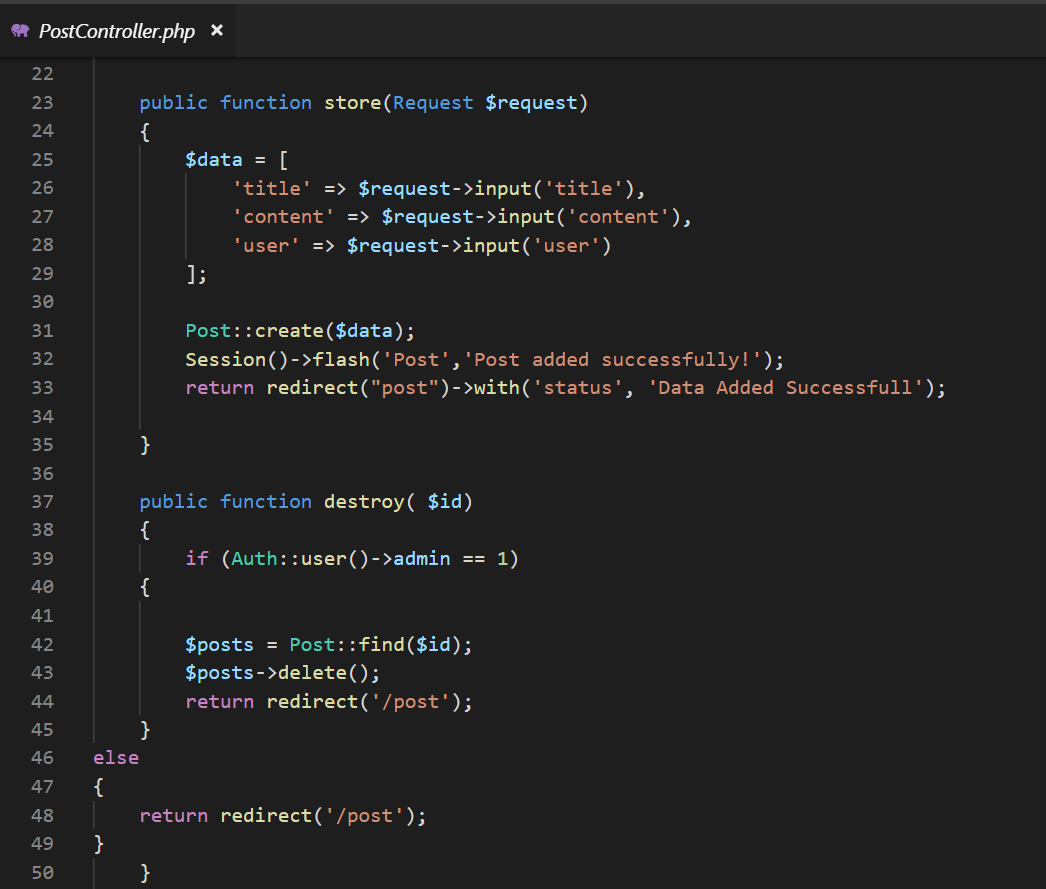 PostController.php ×
22
23 public function store(Request $request)
24 {
25 $data = [
26 'title' => $request->input('title'),
27 'content' => $request->input('content'),
28 'user' => $request->input('user')
29 ];
30
31 Post::create($data);
32 Session()->flash('Post','Post added successfully!');
33 return redirect("post")->with('status', 'Data Added Successfull');
34
35 }
36
37 public function destroy( $id)
38 {
39 if (Auth::user()->admin == 1)
40 {
41
42 $posts = Post::find($id);
43 $posts->delete();
44 return redirect('/post');
45 }
46 else
47 {
48 return redirect('/post');
49 }
50 }